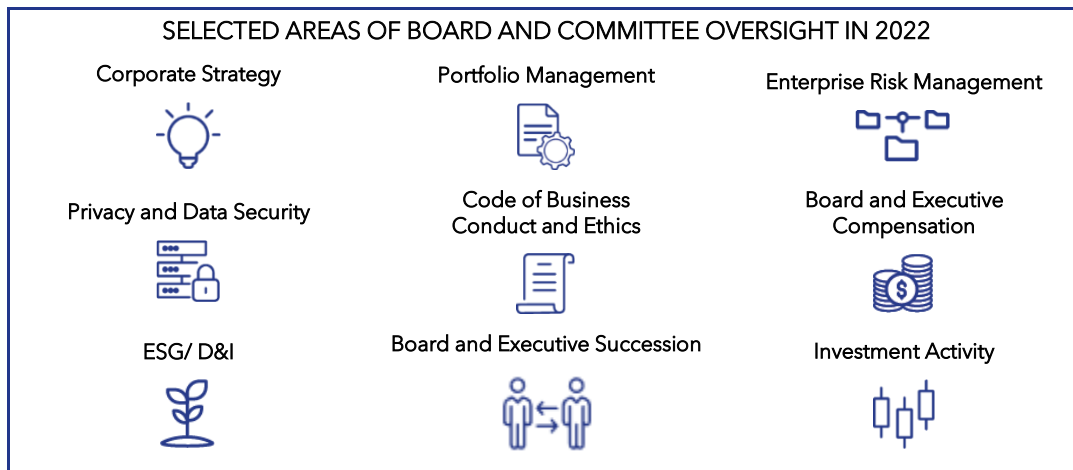 SELECTED AREAS OF BOARD AND COMMITTEE OVERSIGHT IN 2022
Corporate Strategy
Portfolio Management
Enterprise Risk Management
Privacy and Data Security
Code of Business
Conduct and Ethics
Board and Executive
Compensation
$
ESG/ D&I
Board and Executive Succession
Investment Activity